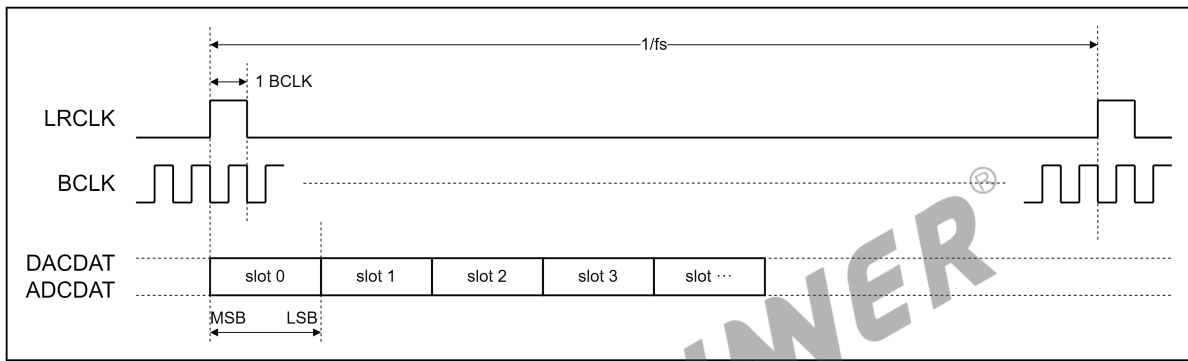 1/fs
1 BCLK
LRCLK
BCLK
®
DACDAT
ADCDAT
slot 0
slot 1
slot 2
slot 3
slot ⋯
MSB
LSB